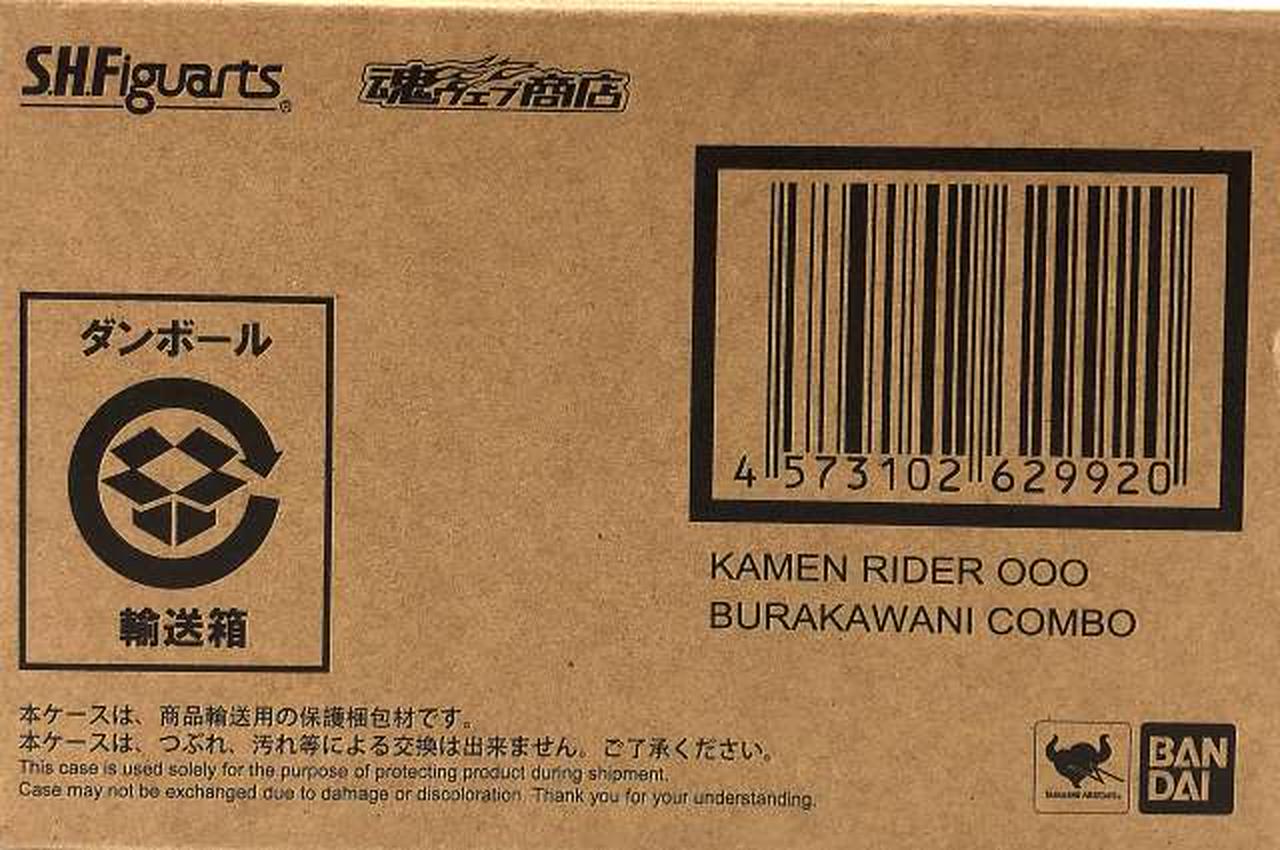 S.H.Figuarts®
魂ウェブ商店
4 573102 629920
KAMEN RIDER OOO
BURAKAWANI COMBO
ダンボール
輸送箱
本ケースは、商品輸送用の保護梱包材です。
本ケースは、つぶれ、汚れ等による交換は出来ません。ご了承ください。
This case is used solely for the purpose of protecting product during shipment.
Case may not be exchanged due to damage or discoloration. Thank you for your understanding.
BAN
DAI